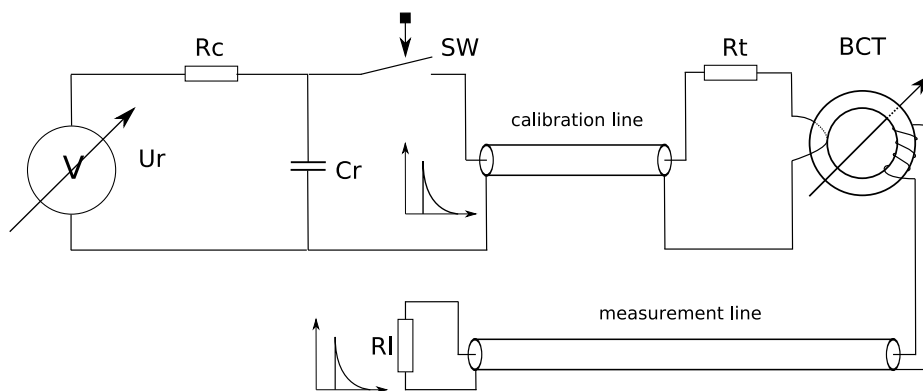 Rc
SW
Rt
BCT
calibration line
V
Ur
Cr
measurement line
Rl